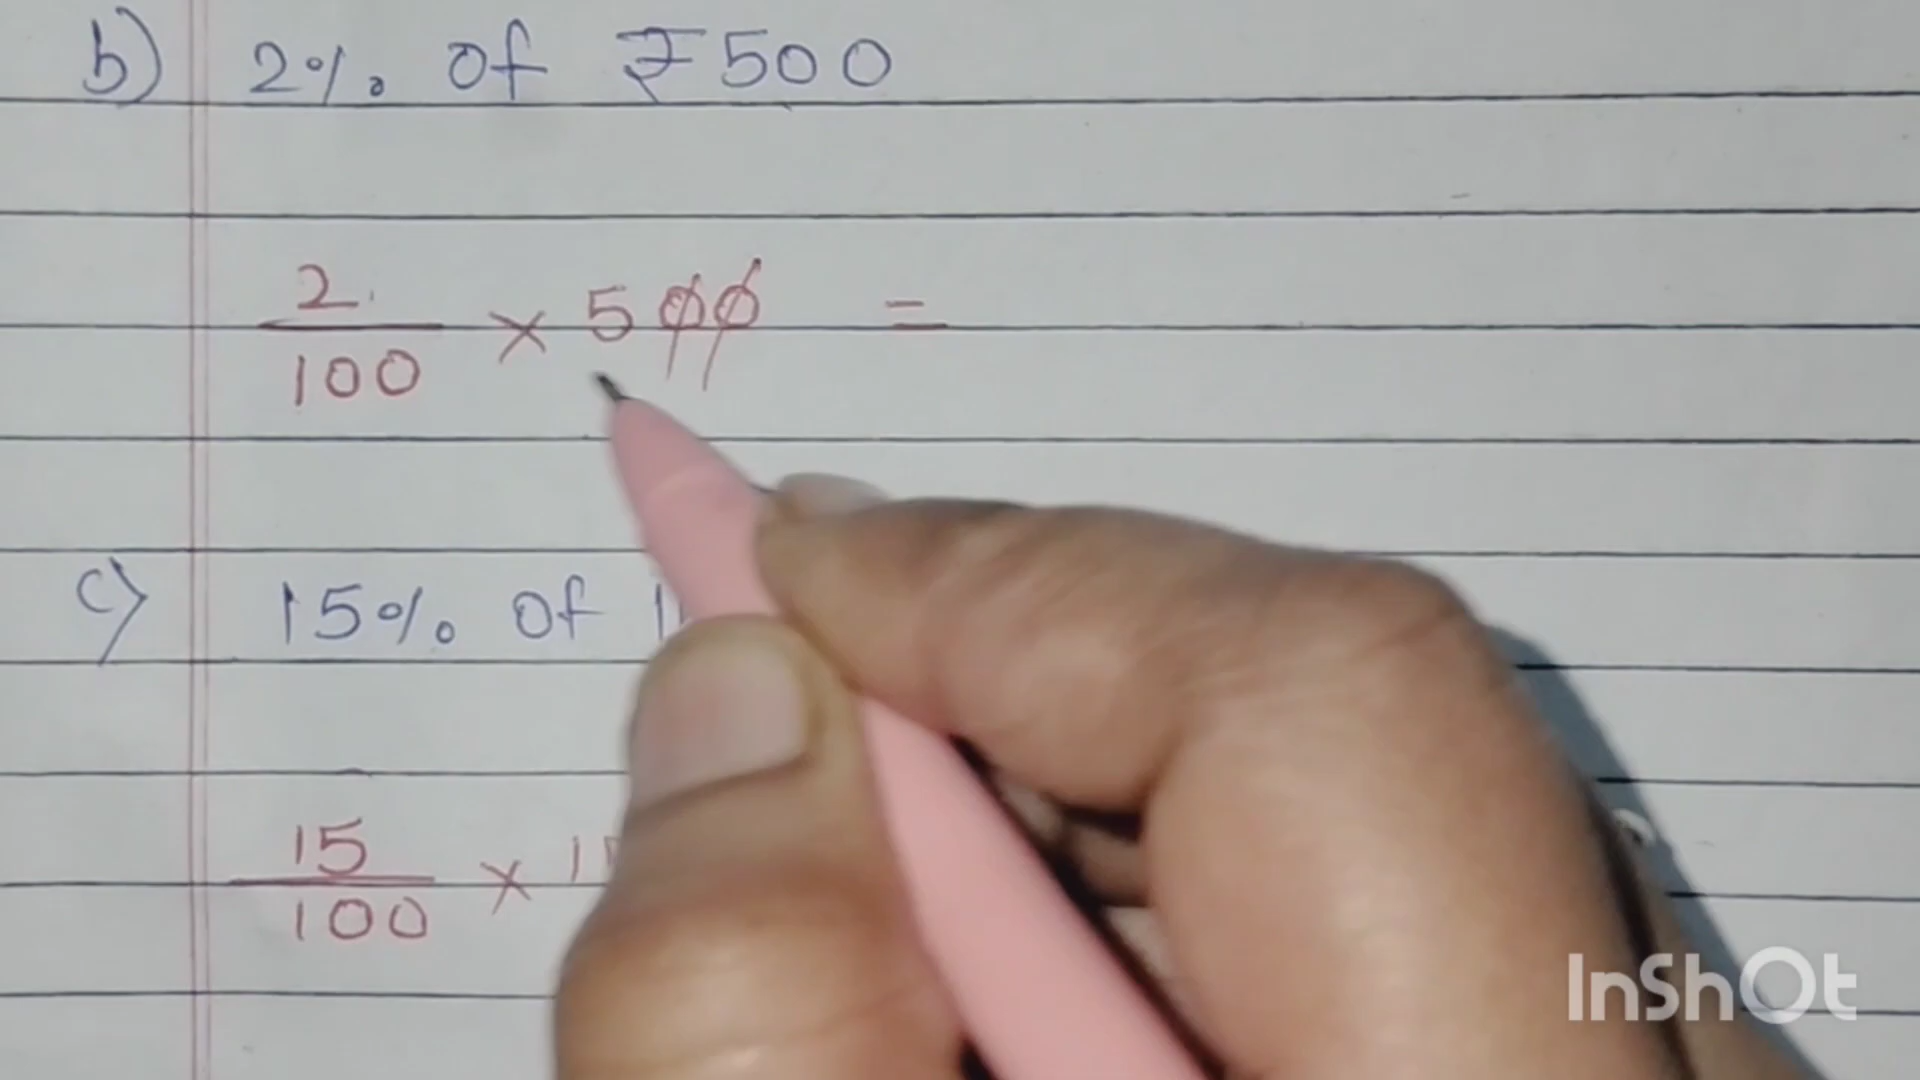 b) 2% of ₹500
2
100 × 500 =
c) 15% of
15
100 ×
InShOt